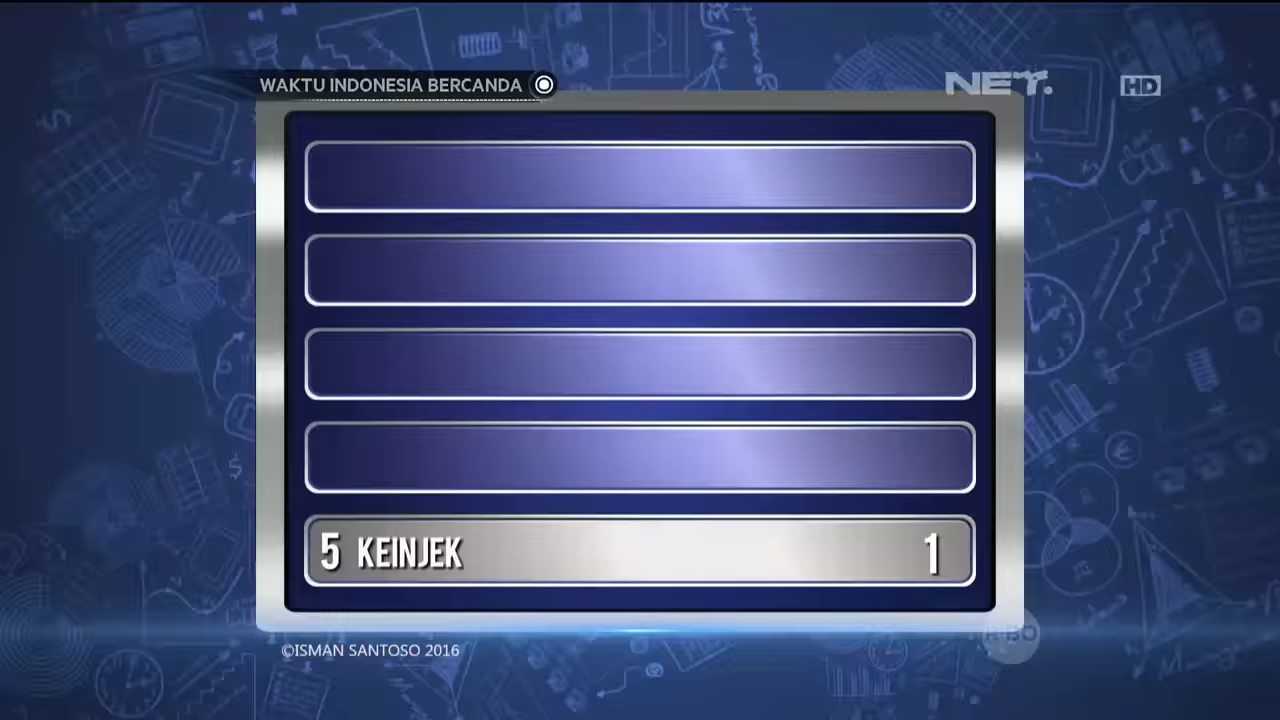 WAKTU INDONESIA BERCANDA
NET.
HD
5 KEINJEK 1
©ISMAN SANTOSO 2016